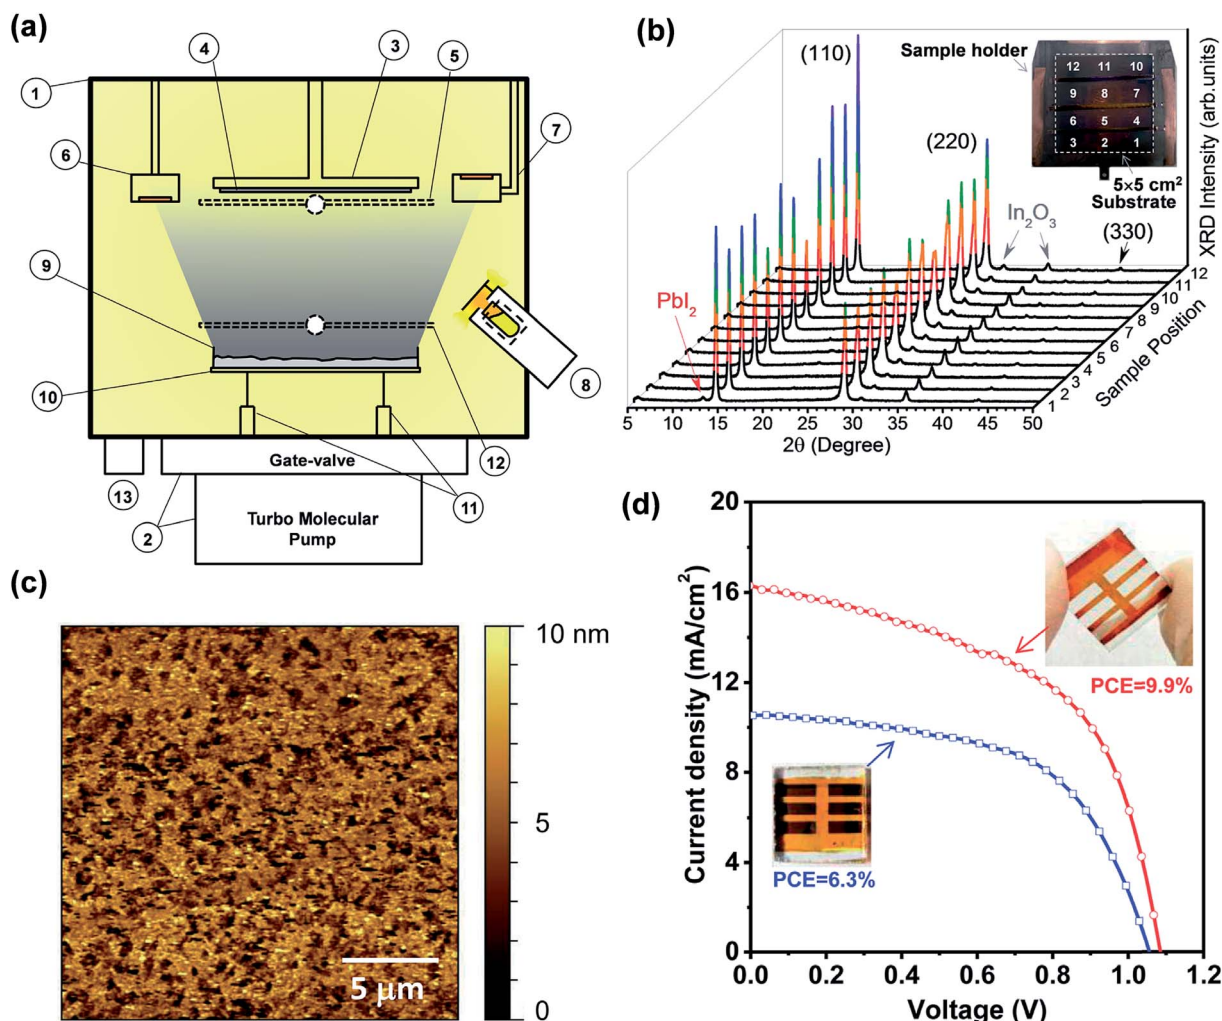 (a)
4
3
5
1
6
7
9
8
10
12
Gate-valve
13
11
2
Turbo Molecular
Pump
(b)
(110)
Sample holder
12 11 10
9 8 7
6 5 4
3 2 1
(220)
5×5 cm²
Substrate
In₂O₃
(330)
PbI₂
XRD Intensity (arb.units)
1 2 3 4 5 6 7 8 9 10 11 12
Sample Position
5 10 15 20 25 30 35 40 45 50
2θ (Degree)
(c)
10 nm
5
0
5 μm
(d)
20
16
12
8
4
0
Current density (mA/cm²)
PCE=9.9%
PCE=6.3%
0.0 0.2 0.4 0.6 0.8 1.0 1.2
Voltage (V)